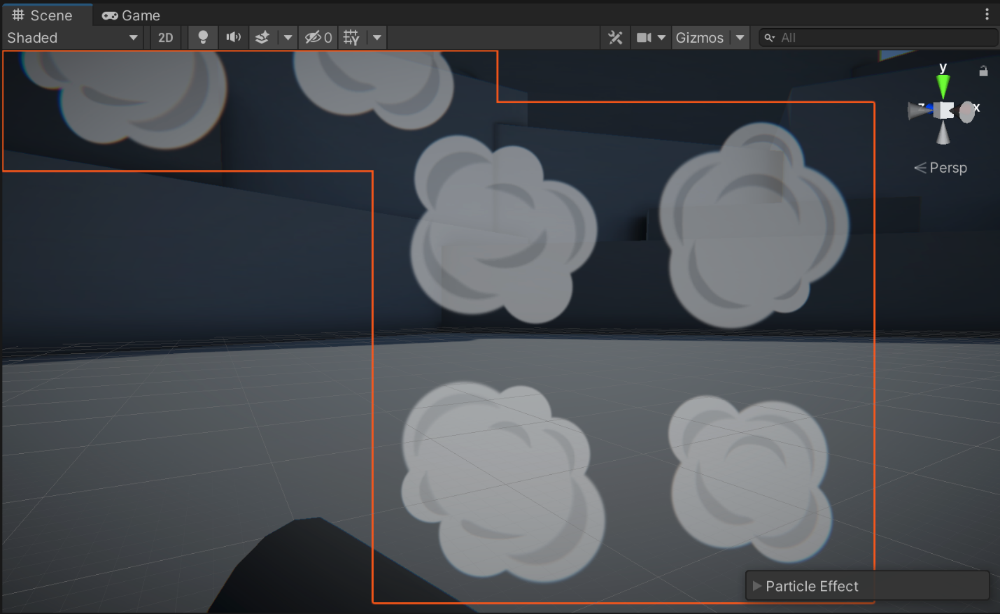 Scene Game
Shaded 2D 0 Gizmos All
y
z x
Persp
Particle Effect